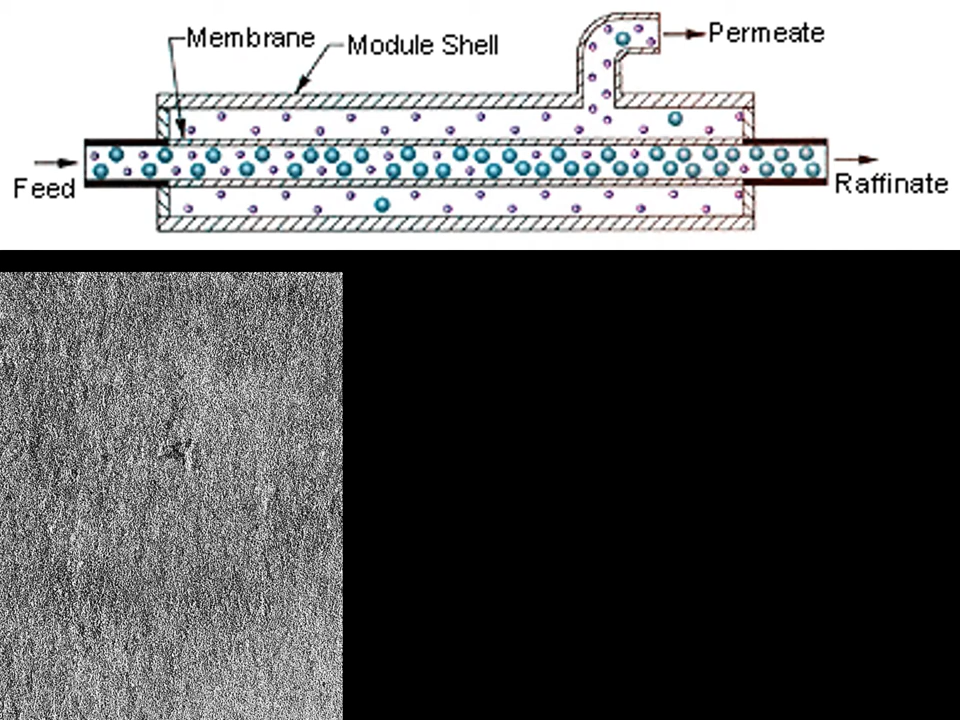 Membrane
Module Shell
Permeate
Feed
Raffinate